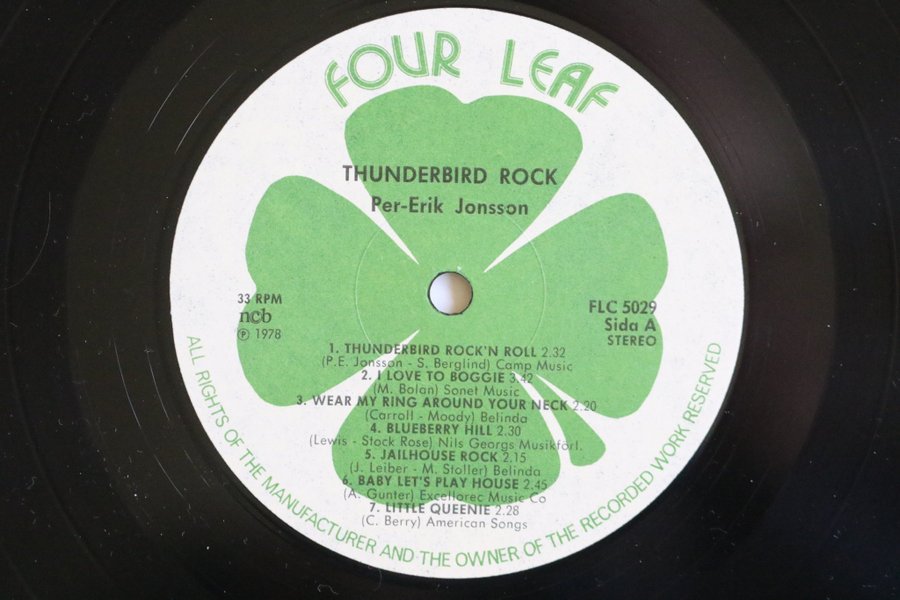 FOUR LEAF
THUNDERBIRD ROCK
Per-Erik Jonsson
33 RPM
ncb
Ⓟ 1978
FLC 5029
Sida A
STEREO
1. THUNDERBIRD ROCK'N ROLL 2.32
(P.E. Jonsson - S. Berglind) Camp Music
2. I LOVE TO BOGGIE 3.42
(M. Bolan) Sonet Music
3. WEAR MY RING AROUND YOUR NECK 2.20
(Carroll - Moody) Belinda
4. BLUEBERRY HILL 2.30
(Lewis - Stock Rose) Nils Georgs Musikförl.
5. JAILHOUSE ROCK 2.15
(J. Leiber - M. Stoller) Belinda
6. BABY LET'S PLAY HOUSE 2.45
(A. Gunter) Excellorec Music Co
7. LITTLE QUEENIE 2.28
(C. Berry) American Songs
ALL RIGHTS OF THE MANUFACTURER AND THE OWNER OF THE RECORDED WORK RESERVED